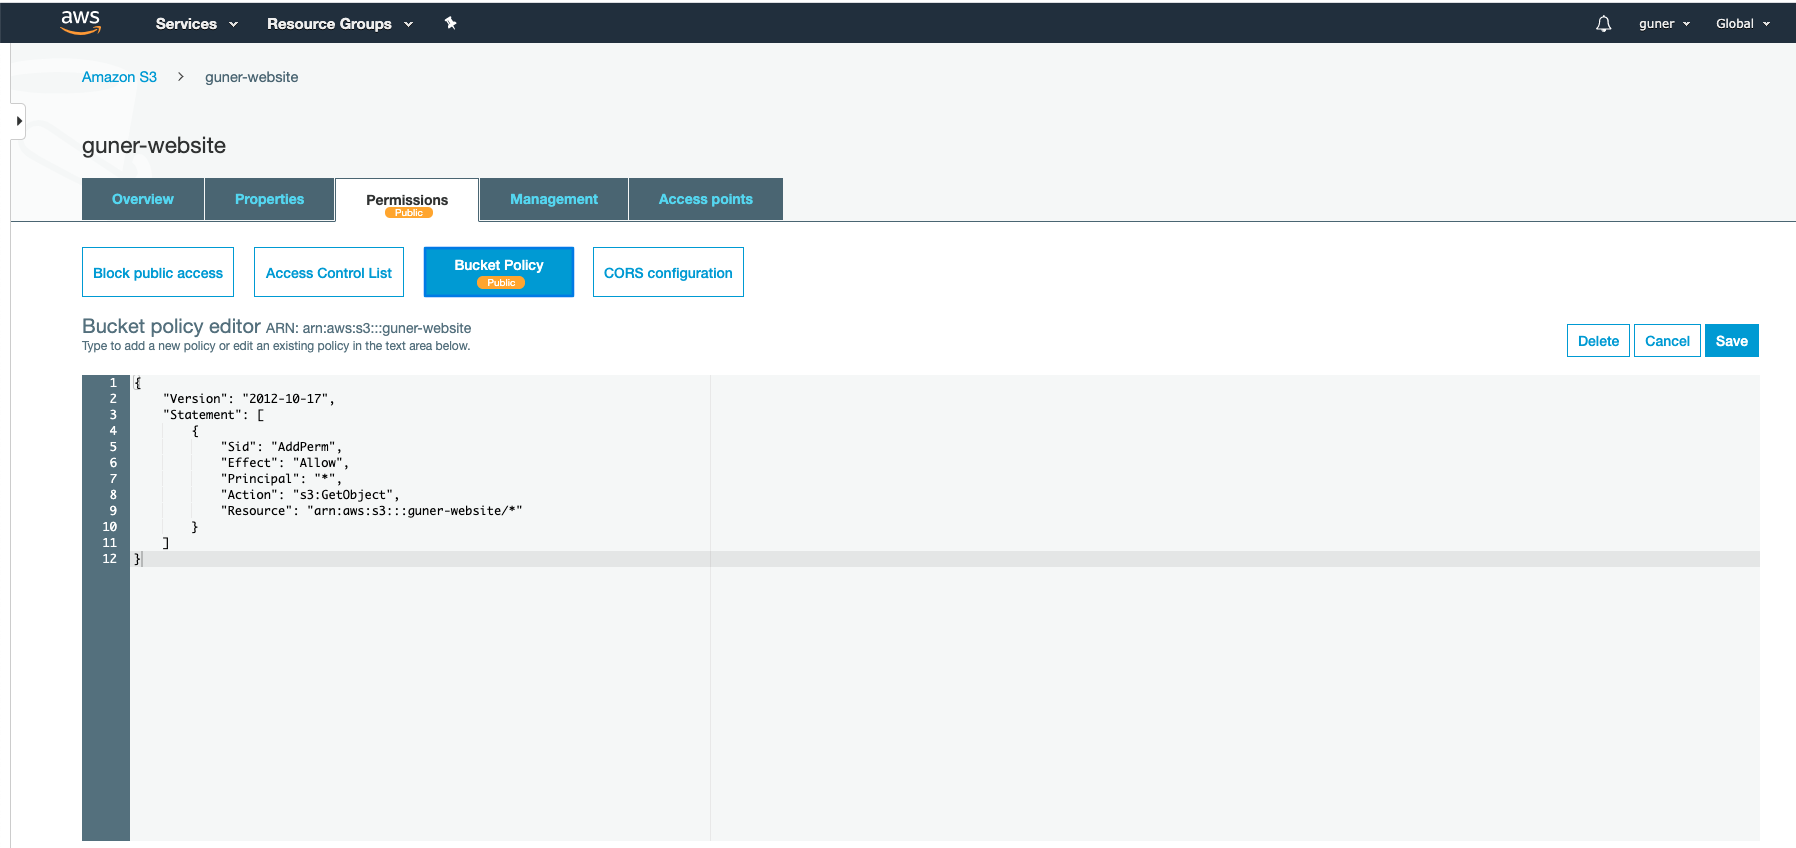 aws Services Resource Groups guner Global
Amazon S3 > guner-website
guner-website
Overview Properties Permissions Management Access points
Public
Block public access Access Control List Bucket Policy CORS configuration
Public
Bucket policy editor ARN: arn:aws:s3:::guner-website
Type to add a new policy or edit an existing policy in the text area below.
Delete Cancel Save
1 {
2 "Version": "2012-10-17",
3 "Statement": [
4 {
5 "Sid": "AddPerm",
6 "Effect": "Allow",
7 "Principal": "*",
8 "Action": "s3:GetObject",
9 "Resource": "arn:aws:s3:::guner-website/*"
10 }
11 ]
12 }